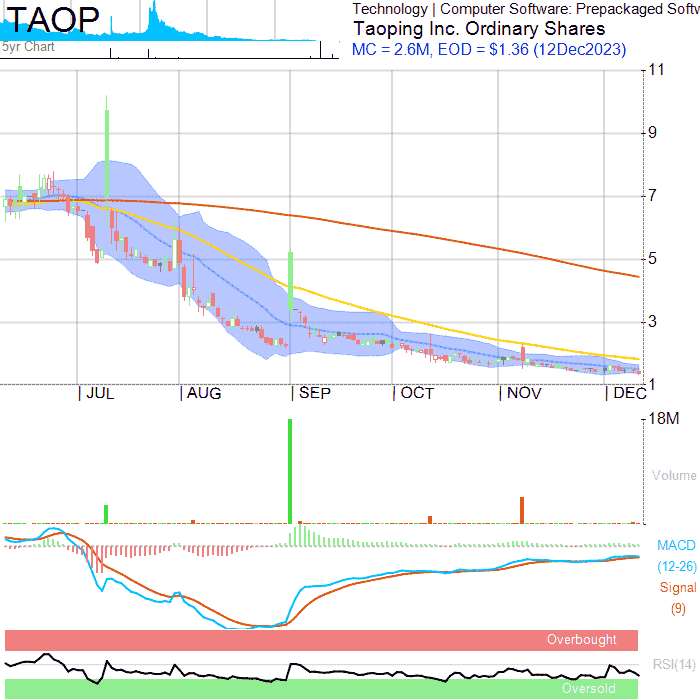 TAOP
5yr Chart
Technology | Computer Software: Prepackaged Softw
Taoping Inc. Ordinary Shares
MC = 2.6M, EOD = $1.36 (12Dec2023)
11
9
7
5
3
1
| JUL | AUG | SEP | OCT | NOV | DEC
18M
Volume
MACD
(12-26)
Signal
(9)
Overbought
RSI(14)
Oversold